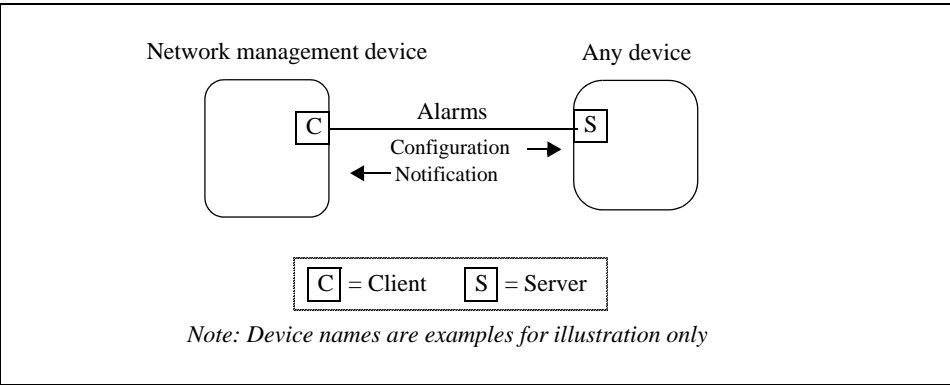 Network management device
Any device
C
Alarms
S
Configuration
Notification
C = Client
S = Server
Note: Device names are examples for illustration only